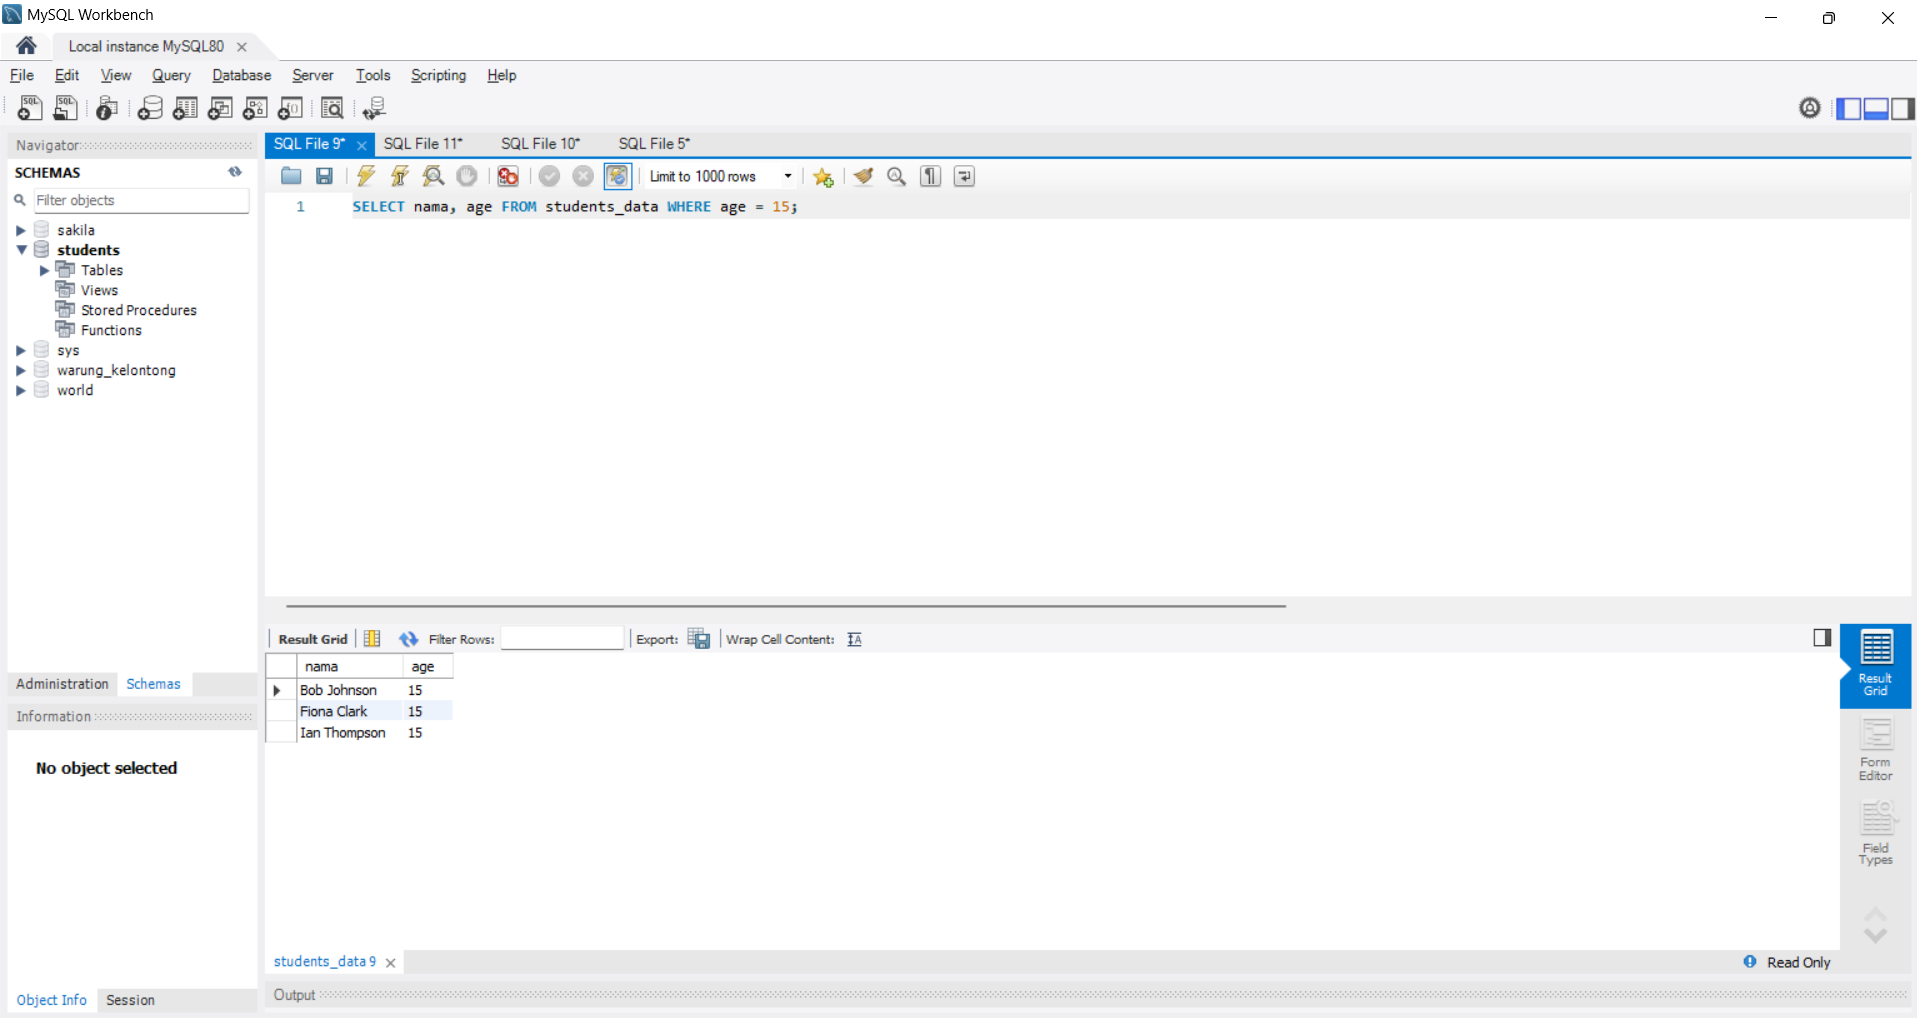 MySQL Workbench
Local instance MySQL80
File Edit View Query Database Server Tools Scripting Help
Navigator
SCHEMAS
Filter objects
sakila
students
Tables
Views
Stored Procedures
Functions
sys
warung_kelontong
world
Administration Schemas
Information
No object selected
Object Info Session
SQL File 9* SQL File 11* SQL File 10* SQL File 5*
Limit to 1000 rows
1 SELECT nama, age FROM students_data WHERE age = 15;
Result Grid Filter Rows: Export: Wrap Cell Content:
nama age
Bob Johnson 15
Fiona Clark 15
Ian Thompson 15
Result
Grid
Form
Editor
Field
Types
students_data 9
Read Only
Output